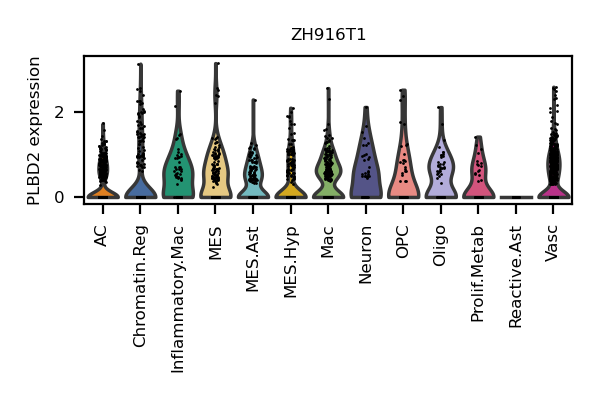 ZH916T1
PLBD2 expression
2
0
AC
Chromatin.Reg
Inflammatory.Mac
MES
MES.Ast
MES.Hyp
Mac
Neuron
OPC
Oligo
Prolif.Metab
Reactive.Ast
Vasc